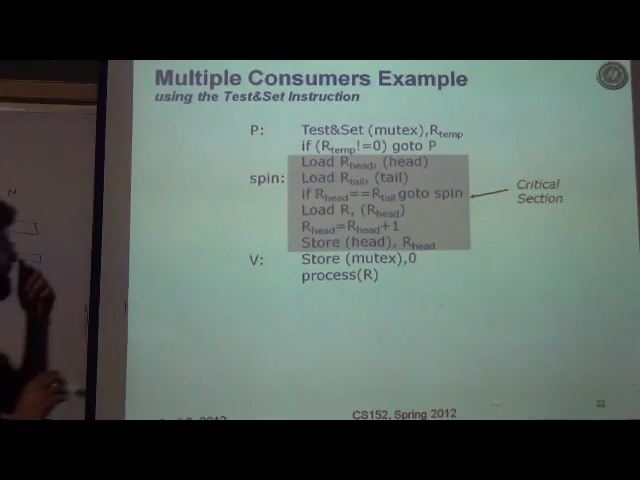 Multiple Consumers Example
using the Test&Set Instruction
P: Test&Set (mutex),Rtemp
if (Rtemp!=0) goto P
Load Rhead, (head)
spin: Load Rtail, (tail)
if Rhead==Rtail goto spin
Load R, (Rhead)
Rhead=Rhead+1
Store (head), Rhead
V: Store (mutex),0
process(R)
Critical
Section
2
CS152, Spring 2012
22